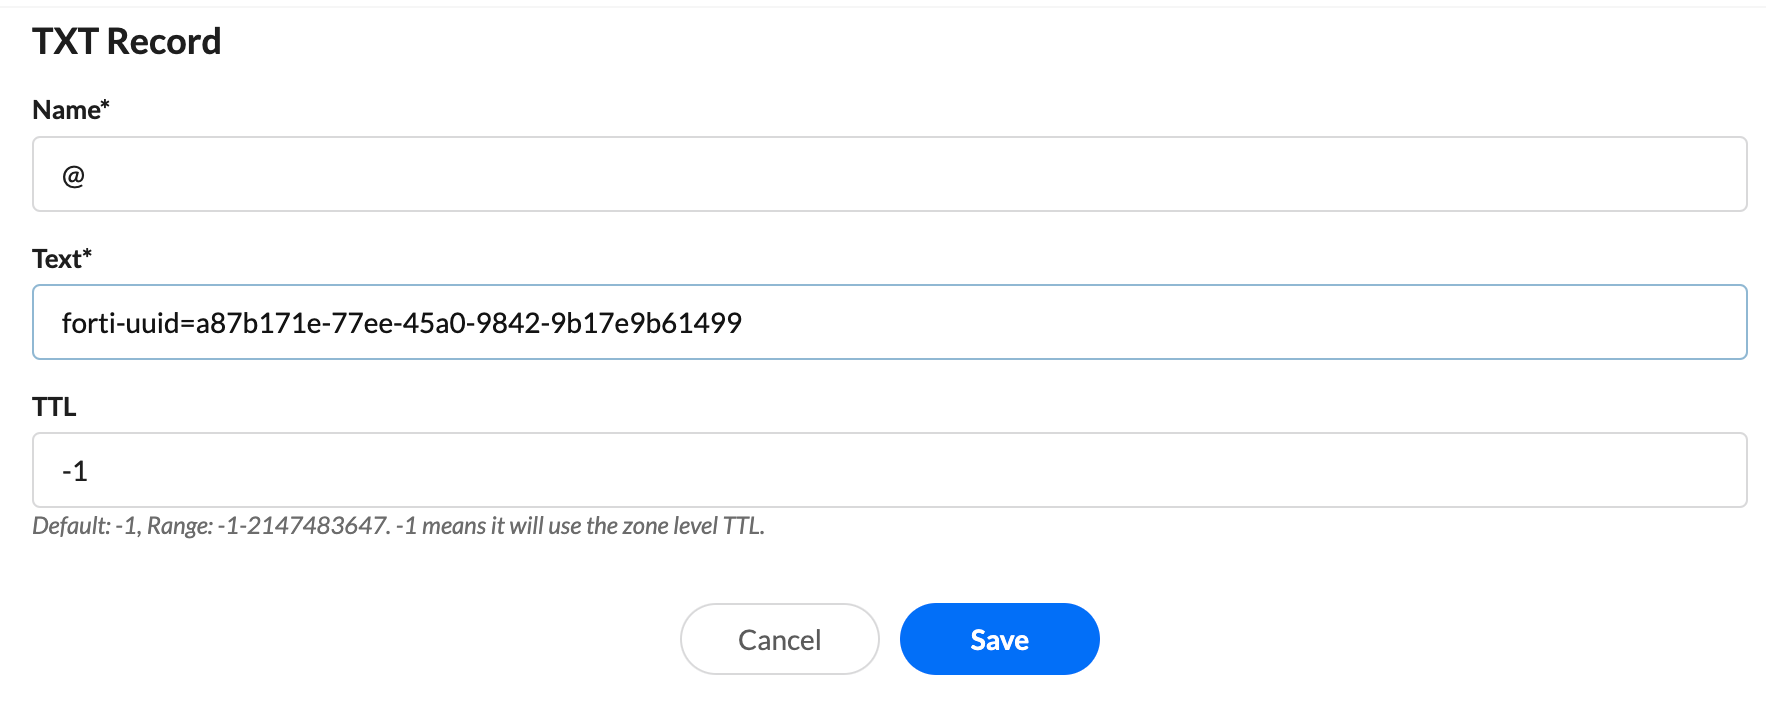 TXT Record
Name*
@
Text*
forti-uuid=a87b171e-77ee-45a0-9842-9b17e9b61499
TTL
-1
Default: -1, Range: -1-2147483647. -1 means it will use the zone level TTL.
Cancel Save